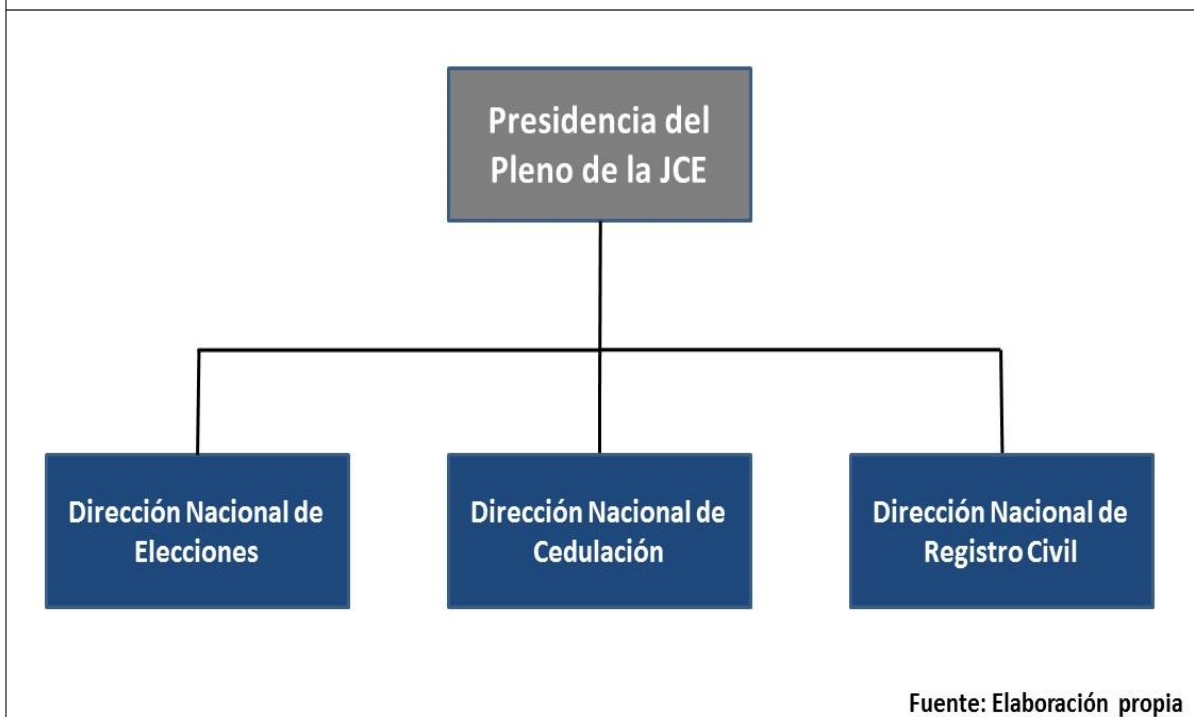 Presidencia del
Pleno de la JCE
Dirección Nacional de
Elecciones
Dirección Nacional de
Cedulación
Dirección Nacional de
Registro Civil
Fuente: Elaboración propia